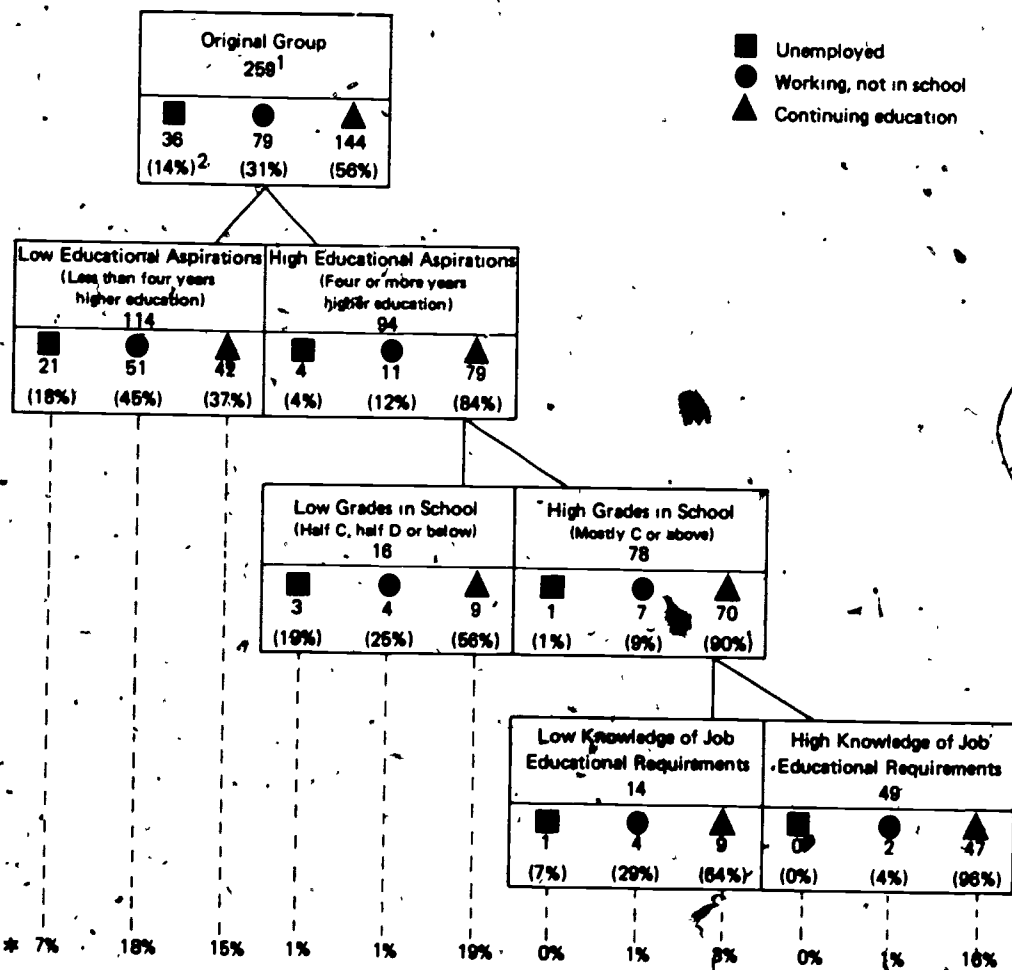 Original Group
259¹
36 79 144
(14%)² (31%) (56%)
Unemployed
Working, not in school
Continuing education
Low Educational Aspirations
(Less than four years
higher education)
114
21 51 42
(18%) (45%) (37%)
High Educational Aspirations
(Four or more years
higher education)
94
4 11 79
(4%) (12%) (84%)
Low Grades in School
(Half C, half D or below)
16
3 4 9
(19%) (25%) (56%)
High Grades in School
(Mostly C or above)
78
1 7 70
(1%) (9%) (90%)
Low Knowledge of Job
Educational Requirements
14
1 4 9
(7%) (29%) (64%)
High Knowledge of Job
Educational Requirements
49
0 2 47
(0%) (4%) (96%)
* 7% 18% 15% 1% 1% 19% 0% 1% 3% 0% 1% 16%